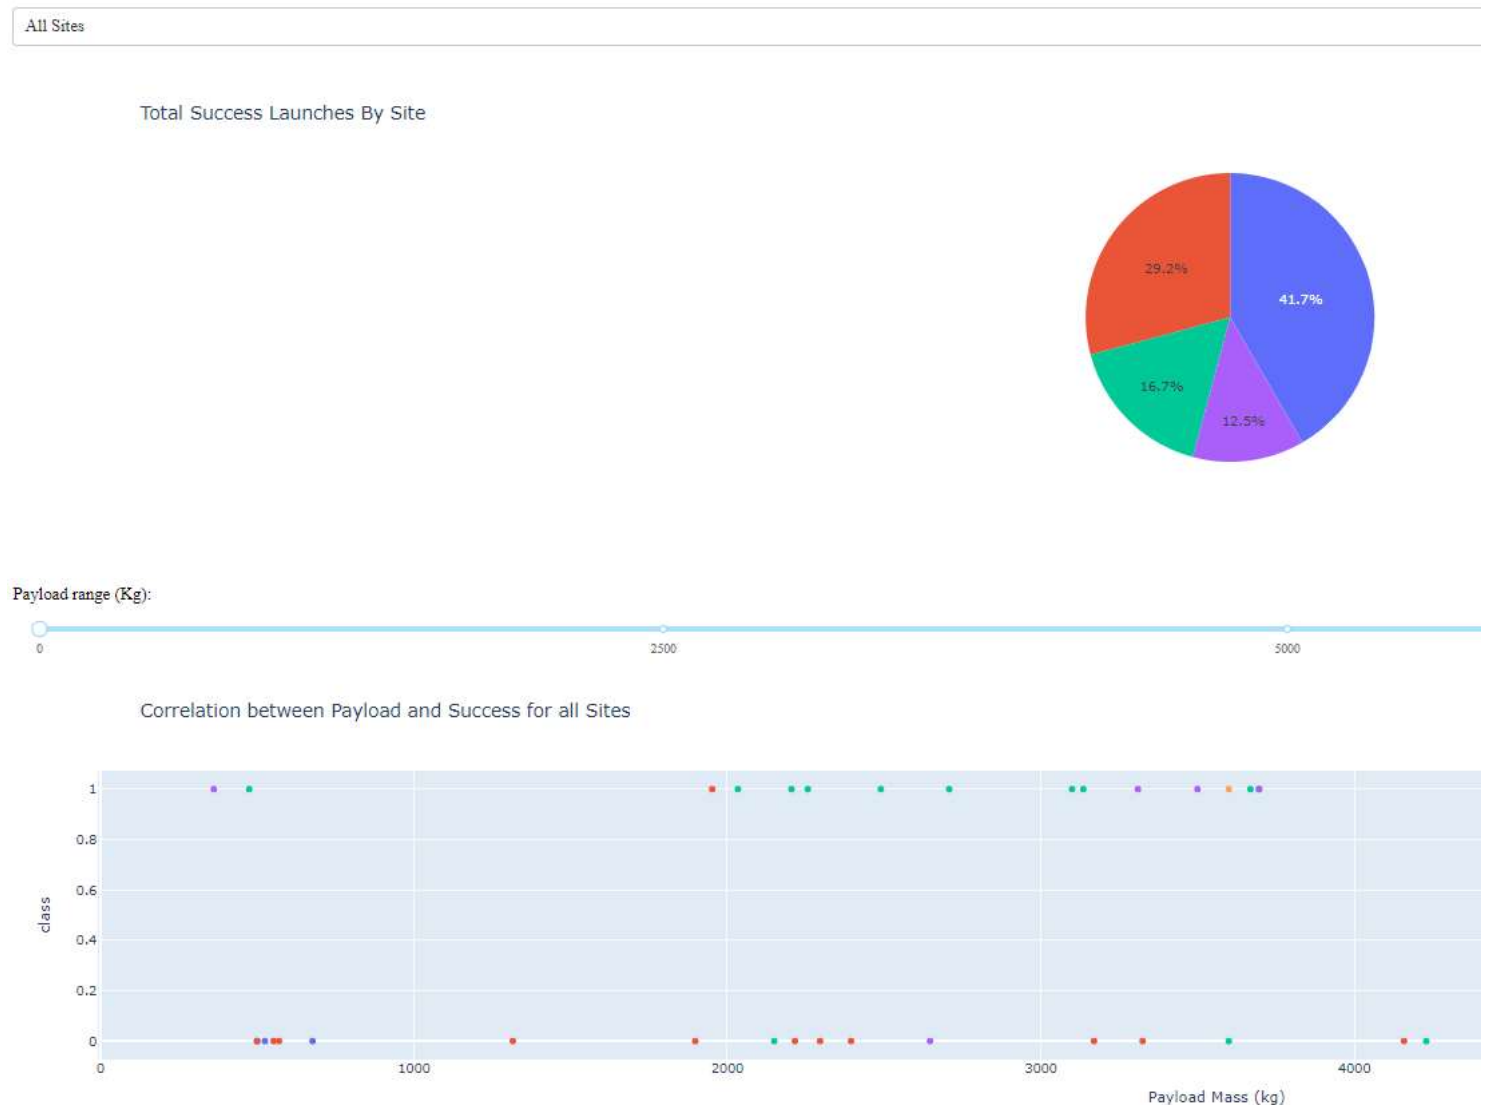 All Sites
Total Success Launches By Site
29.2%
41.7%
16.7%
12.5%
Payload range (Kg):
0 2500 5000
Correlation between Payload and Success for all Sites
1
0.8
0.6
class
0.4
0.2
0
0 1000 2000 3000 4000
Payload Mass (kg)